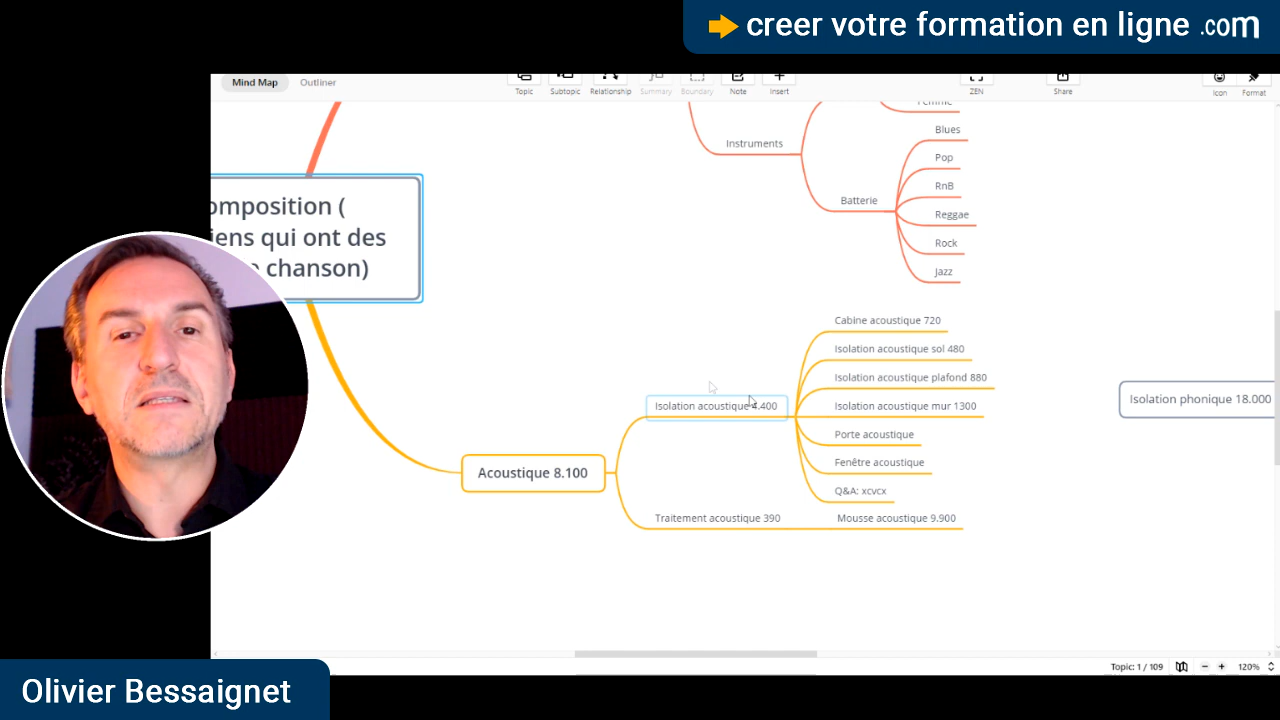 creer votre formation en ligne .com
Mind Map
Outliner
Topic
Subtopic
Relationship
Summary
Boundary
Note
Insert
ZEN
Share
Icon
Format
Femme
Instruments
Blues
Pop
RnB
Batterie
Reggae
Rock
Jazz
omposition (
iens qui ont des
chanson)
Cabine acoustique 720
Isolation acoustique sol 480
Isolation acoustique plafond 880
Isolation acoustique 4.400
Isolation acoustique mur 1300
Isolation phonique 18.000
Porte acoustique
Fenêtre acoustique
Acoustique 8.100
Q&A: xcvcx
Traitement acoustique 390
Mousse acoustique 9.900
Topic: 1 / 109
120%
Olivier Bessaignet